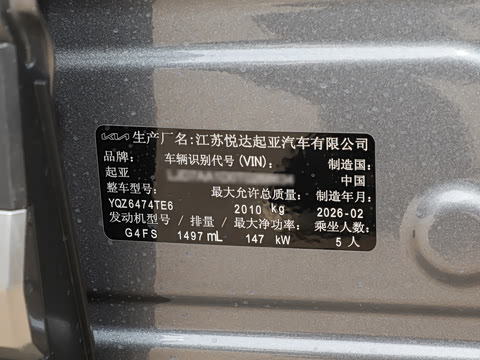 KIA 生产厂名:江苏悦达起亚汽车有限公司
品牌: 车辆识别代号(VIN): 制造国:
起亚 中国
整车型号: 最大允许总质量: 制造年月:
YQZ6474TE6 2010 kg 2026-02
发动机型号 / 排量 / 最大净功率: 乘坐人数:
G4FS 1497 mL 147 kW 5 人